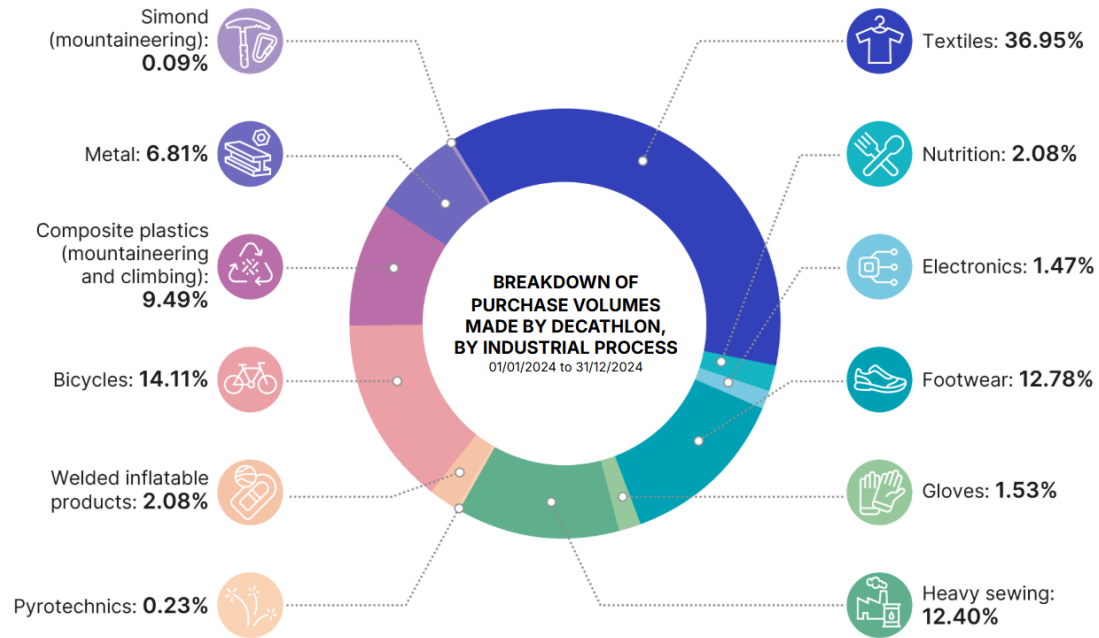 Simond
(mountaineering):
0.09%
Metal: 6.81%
Composite plastics
(mountaineering
and climbing):
9.49%
Bicycles: 14.11%
Welded inflatable
products: 2.08%
Pyrotechnics: 0.23%
BREAKDOWN OF
PURCHASE VOLUMES
MADE BY DECATHLON,
BY INDUSTRIAL PROCESS
01/01/2024 to 31/12/2024
Textiles: 36.95%
Nutrition: 2.08%
Electronics: 1.47%
Footwear: 12.78%
Gloves: 1.53%
Heavy sewing:
12.40%